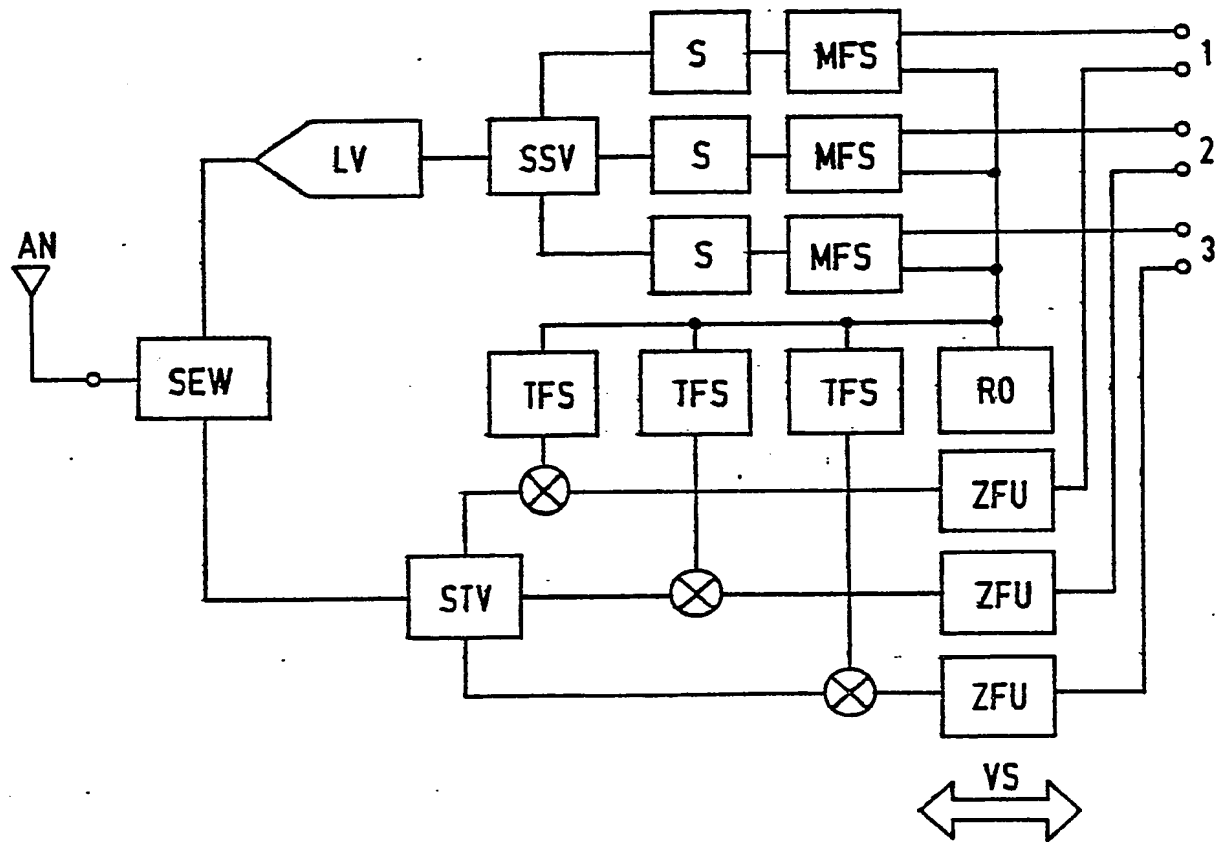 S MFS 1
LV SSV S MFS 2
S MFS 3
AN
SEW TFS TFS TFS RO
ZFU
STV ZFU
ZFU
VS